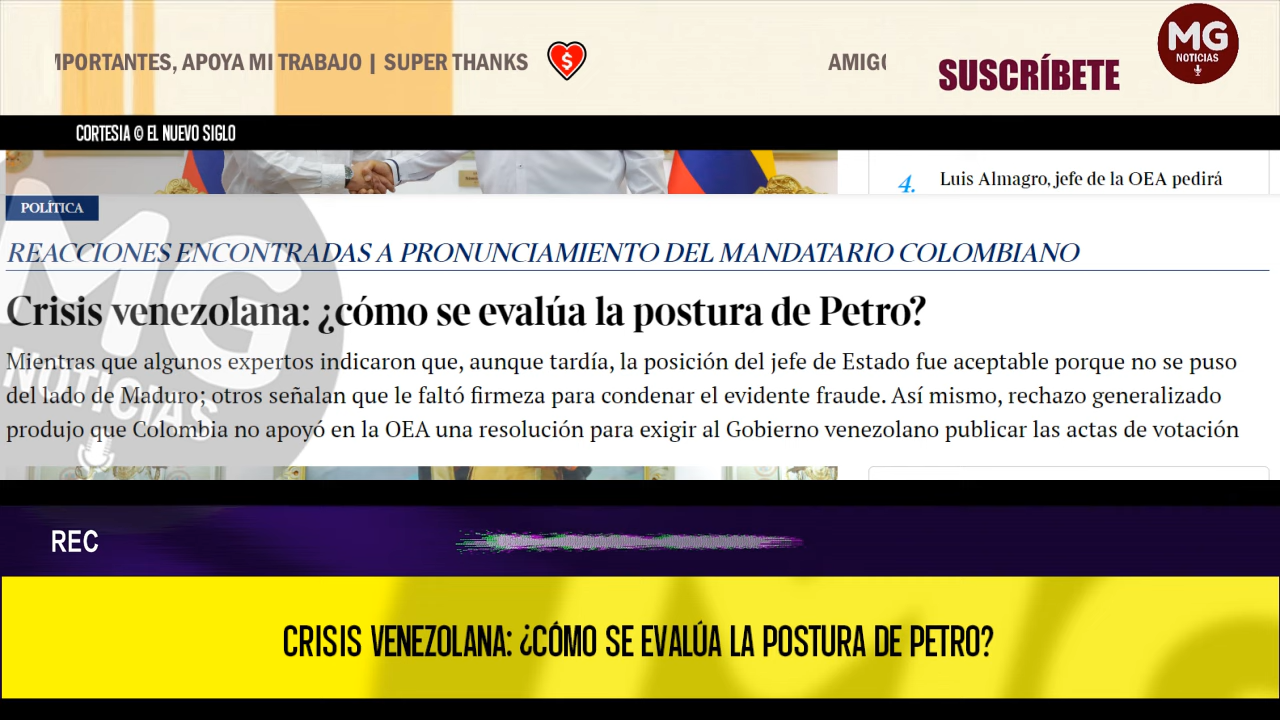 MPORTANTES, APOYA MI TRABAJO | SUPER THANKS
AMIG
SUSCRÍBETE
MG
NOTICIAS
CORTESIA © EL NUEVO SIGLO
4. Luis Almagro, jefe de la OEA pedirá
POLÍTICA
REACCIONES ENCONTRADAS A PRONUNCIAMIENTO DEL MANDATARIO COLOMBIANO
Crisis venezolana: ¿cómo se evalúa la postura de Petro?
Mientras que algunos expertos indicaron que, aunque tardía, la posición del jefe de Estado fue aceptable porque no se puso
del lado de Maduro; otros señalan que le faltó firmeza para condenar el evidente fraude. Así mismo, rechazo generalizado
produjo que Colombia no apoyó en la OEA una resolución para exigir al Gobierno venezolano publicar las actas de votación
MG
NOTICIAS
REC
CRISIS VENEZOLANA: ¿CÓMO SE EVALÚA LA POSTURA DE PETRO?